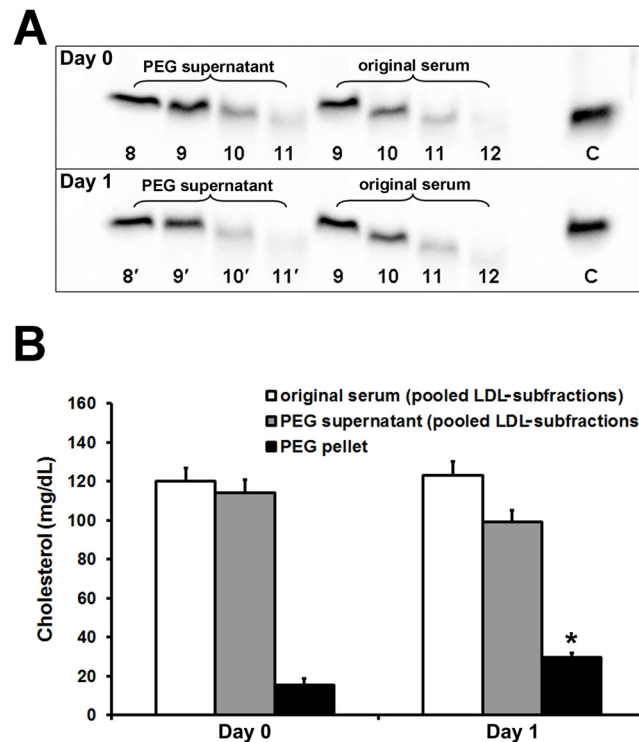 A
Day 0
PEG supernatant
original serum
8 9 10 11 9 10 11 12 C
Day 1
PEG supernatant
original serum
8′ 9′ 10′ 11′ 9 10 11 12 C
B
original serum (pooled LDL-subfractions)
PEG supernatant (pooled LDL-subfractions
PEG pellet
Cholesterol (mg/dL)
160
140
120
100
80
60
40
20
0
*
Day 0 Day 1